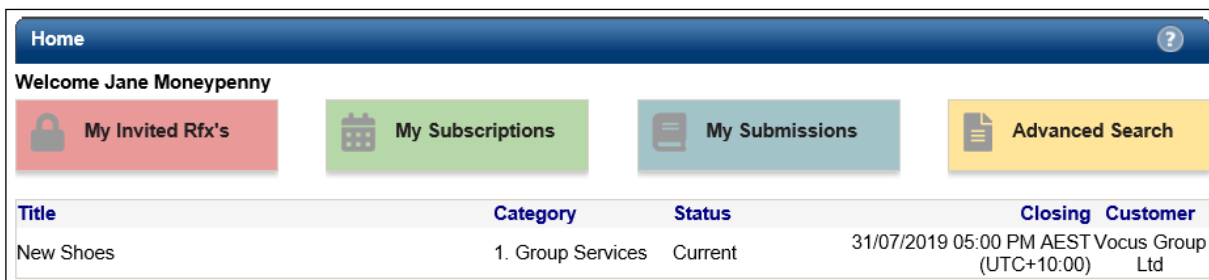 Home ?
Welcome Jane Moneypenny
My Invited Rfx's My Subscriptions My Submissions Advanced Search
Title Category Status Closing Customer
New Shoes 1. Group Services Current 31/07/2019 05:00 PM AEST Vocus Group
(UTC+10:00) Ltd